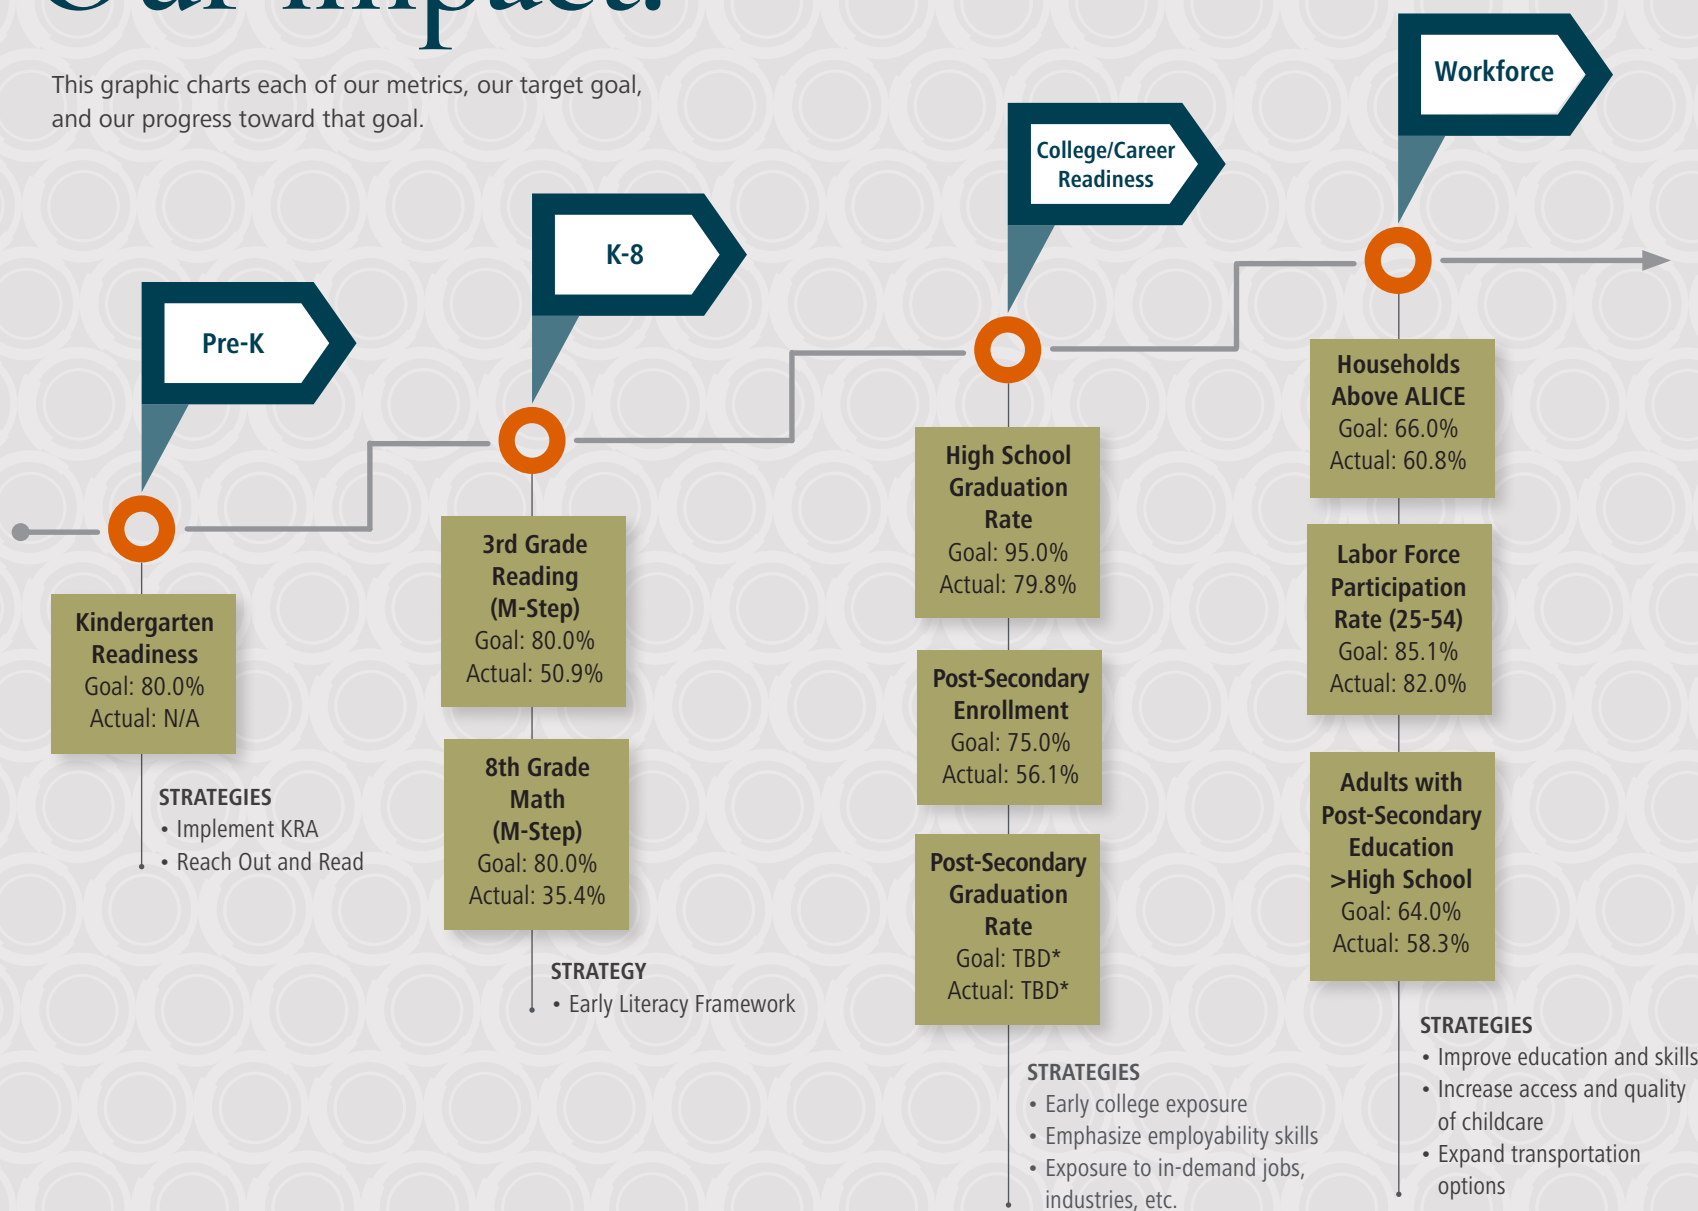 Our impact.
This graphic charts each of our metrics, our target goal,
and our progress toward that goal.
Pre-K
Kindergarten
Readiness
Goal: 80.0%
Actual: N/A
STRATEGIES
• Implement KRA
• Reach Out and Read
K-8
3rd Grade
Reading
(M-Step)
Goal: 80.0%
Actual: 50.9%
8th Grade
Math
(M-Step)
Goal: 80.0%
Actual: 35.4%
STRATEGY
• Early Literacy Framework
College/Career
Readiness
High School
Graduation
Rate
Goal: 95.0%
Actual: 79.8%
Post-Secondary
Enrollment
Goal: 75.0%
Actual: 56.1%
Post-Secondary
Graduation
Rate
Goal: TBD*
Actual: TBD*
STRATEGIES
• Early college exposure
• Emphasize employability skills
• Exposure to in-demand jobs,
industries, etc.
Workforce
Households
Above ALICE
Goal: 66.0%
Actual: 60.8%
Labor Force
Participation
Rate (25-54)
Goal: 85.1%
Actual: 82.0%
Adults with
Post-Secondary
Education
>High School
Goal: 64.0%
Actual: 58.3%
STRATEGIES
• Improve education and skills
• Increase access and quality
of childcare
• Expand transportation
options